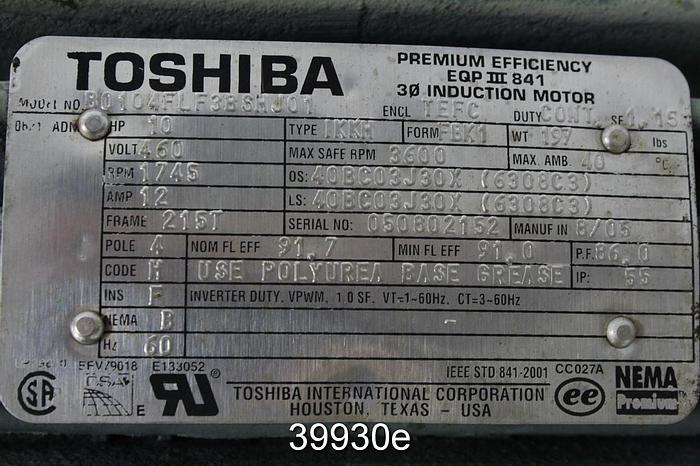 TOSHIBA
PREMIUM EFFICIENCY
EQP III 841
3Ø INDUCTION MOTOR
MODEL NO. B0104FLF3BSHJ01 ENCL TEFC DUTY CONT. SF 1.15
HP 10 TYPE IKKH FORM FBK1 WT 197 lbs
VOLT 460 MAX SAFE RPM 3600 MAX. AMB. 40 °C
RPM 1745 OS: 40BC03J30X (6308C3)
AMP 12 LS: 40BC03J30X (6308C3)
FRAME 215T SERIAL NO: 050602152 MANUF IN 8/05
POLE 4 NOM FL EFF 91.7 MIN FL EFF 91.0 P.F. 86.0
CODE H USE POLYUREA BASE GREASE IP: 55
INS F INVERTER DUTY. VPWM, 1.0 SF, VT=1~60Hz, CT=3~60Hz
NEMA B
Hz 60
EEV79018 E133052 IEEE STD 841-2001 CC027A
SA E RU ee NEMA
Premium
TOSHIBA INTERNATIONAL CORPORATION
HOUSTON, TEXAS - USA
39930e